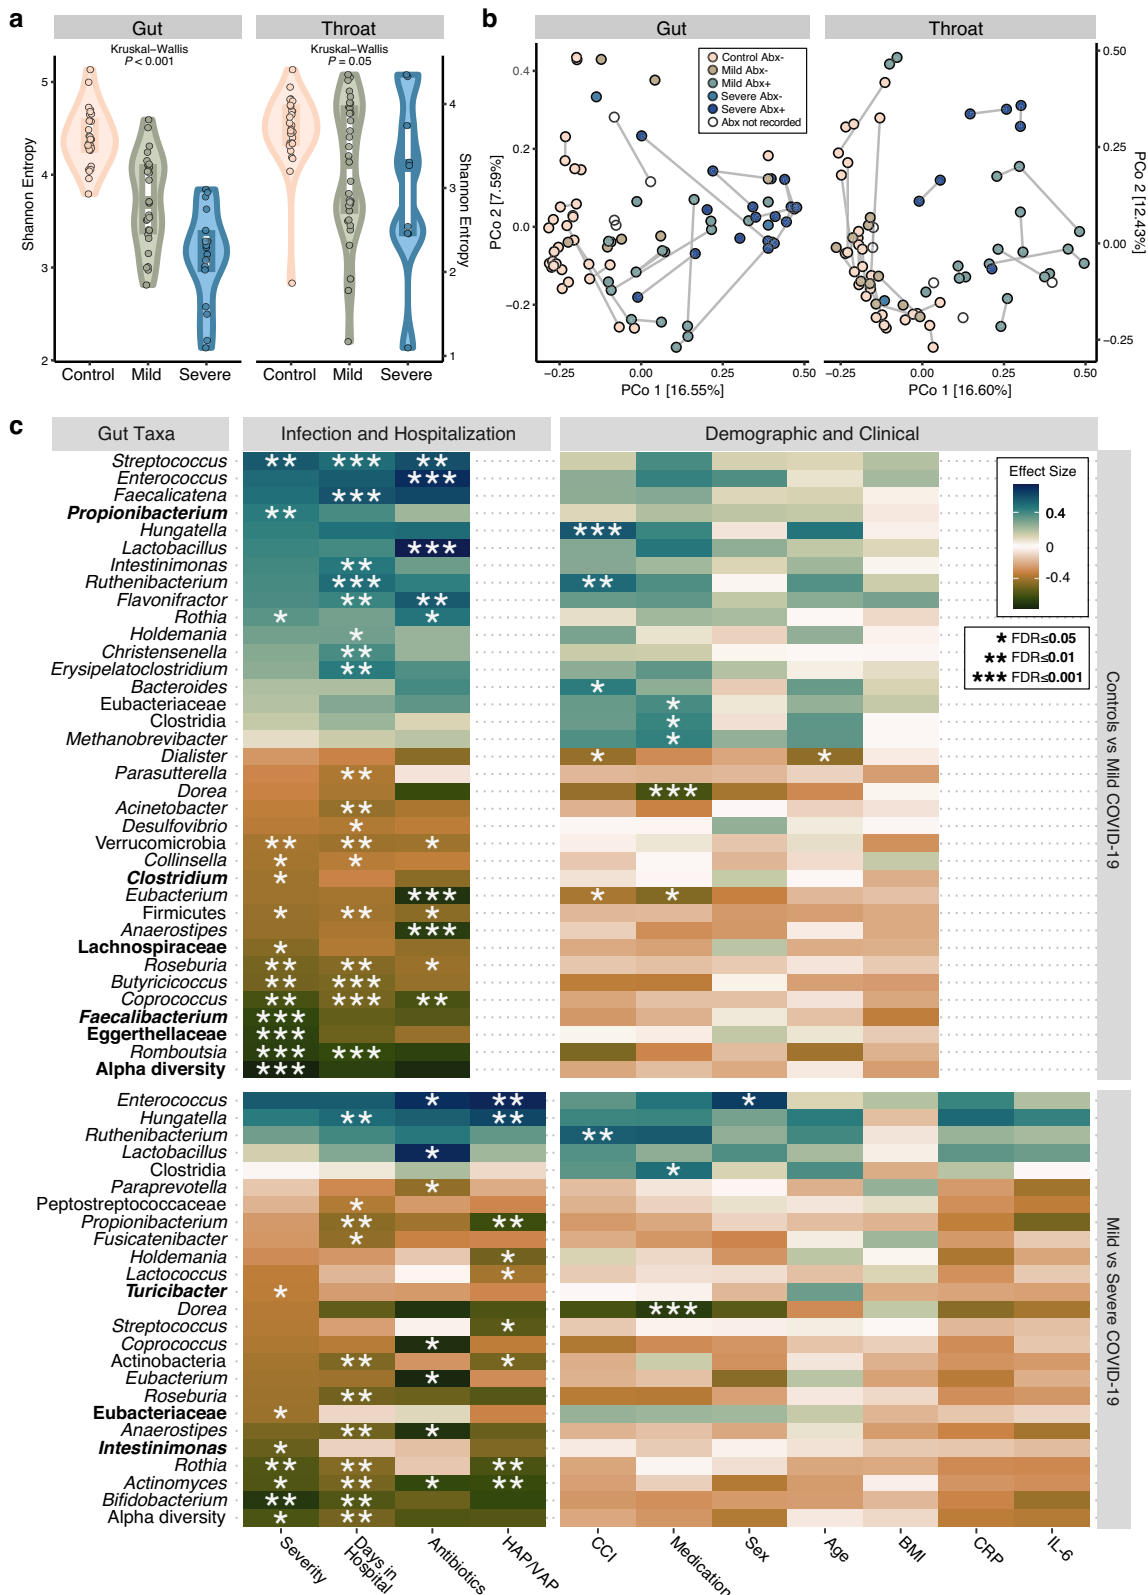 a
Gut
Throat
Kruskal–Wallis
P < 0.001
Kruskal–Wallis
P = 0.05
5
4
3
2
Shannon Entropy
4
3
2
1
Shannon Entropy
Control Mild Severe
Control Mild Severe
b
Gut
Throat
Control Abx-
Mild Abx-
Mild Abx+
Severe Abx-
Severe Abx+
Abx not recorded
0.4
0.2
0.0
−0.2
PCo 2 [7.59%]
0.50
0.25
0.00
−0.25
PCo 2 [12.43%]
−0.25 0.00 0.25 0.50
PCo 1 [16.55%]
−0.25 0.00 0.25 0.50
PCo 1 [16.60%]
c
Gut Taxa
Infection and Hospitalization
Demographic and Clinical
Streptococcus ** *** **
Enterococcus ***
Faecalicatena ***
Propionibacterium **
Hungatella ***
Lactobacillus ***
Intestinimonas **
Ruthenibacterium *** **
Flavonifractor ** **
Rothia * *
Holdemania *
Christensenella **
Erysipelatoclostridium **
Bacteroides *
Eubacteriaceae *
Clostridia *
Methanobrevibacter *
Dialister * *
Parasutterella **
Dorea ***
Acinetobacter **
Desulfovibrio *
Verrucomicrobia ** ** *
Collinsella * *
Clostridium *
Eubacterium *** * *
Firmicutes * ** *
Anaerostipes ***
Lachnospiraceae *
Roseburia ** ** *
Butyricicoccus ** ***
Coprococcus ** *** **
Faecalibacterium ***
Eggerthellaceae ***
Romboutsia *** ***
Alpha diversity ***
Effect Size
0.4
0
-0.4
* FDR≤0.05
** FDR≤0.01
*** FDR≤0.001
Controls vs Mild COVID-19
Enterococcus * ** *
Hungatella ** **
Ruthenibacterium **
Lactobacillus *
Clostridia *
Paraprevotella *
Peptostreptococcaceae *
Propionibacterium ** **
Fusicatenibacter *
Holdemania *
Lactococcus *
Turicibacter *
Dorea ***
Streptococcus *
Coprococcus *
Actinobacteria ** *
Eubacterium *
Roseburia **
Eubacteriaceae *
Anaerostipes ** *
Intestinimonas *
Rothia ** ** **
Actinomyces * ** * **
Bifidobacterium ** **
Alpha diversity * **
Mild vs Severe COVID-19
Severity
Days in
Hospital
Antibiotics
HAP/VAP
CCI
Medication
Sex
Age
BMI
CRP
IL-6